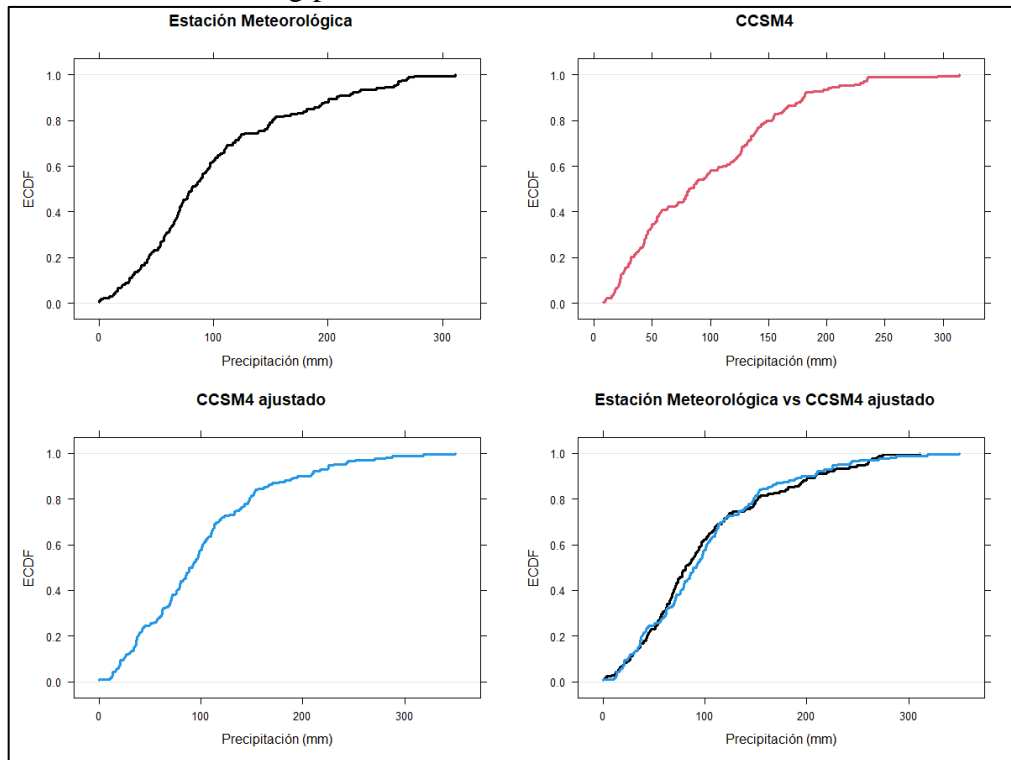 Estación Meteorológica
1.0
0.8
0.6
0.4
0.2
0.0
ECDF
0 100 200 300
Precipitación (mm)
CCSM4
1.0
0.8
0.6
0.4
0.2
0.0
ECDF
0 50 100 150 200 250 300
Precipitación (mm)
CCSM4 ajustado
1.0
0.8
0.6
0.4
0.2
0.0
ECDF
0 100 200 300
Precipitación (mm)
Estación Meteorológica vs CCSM4 ajustado
1.0
0.8
0.6
0.4
0.2
0.0
ECDF
0 100 200 300
Precipitación (mm)